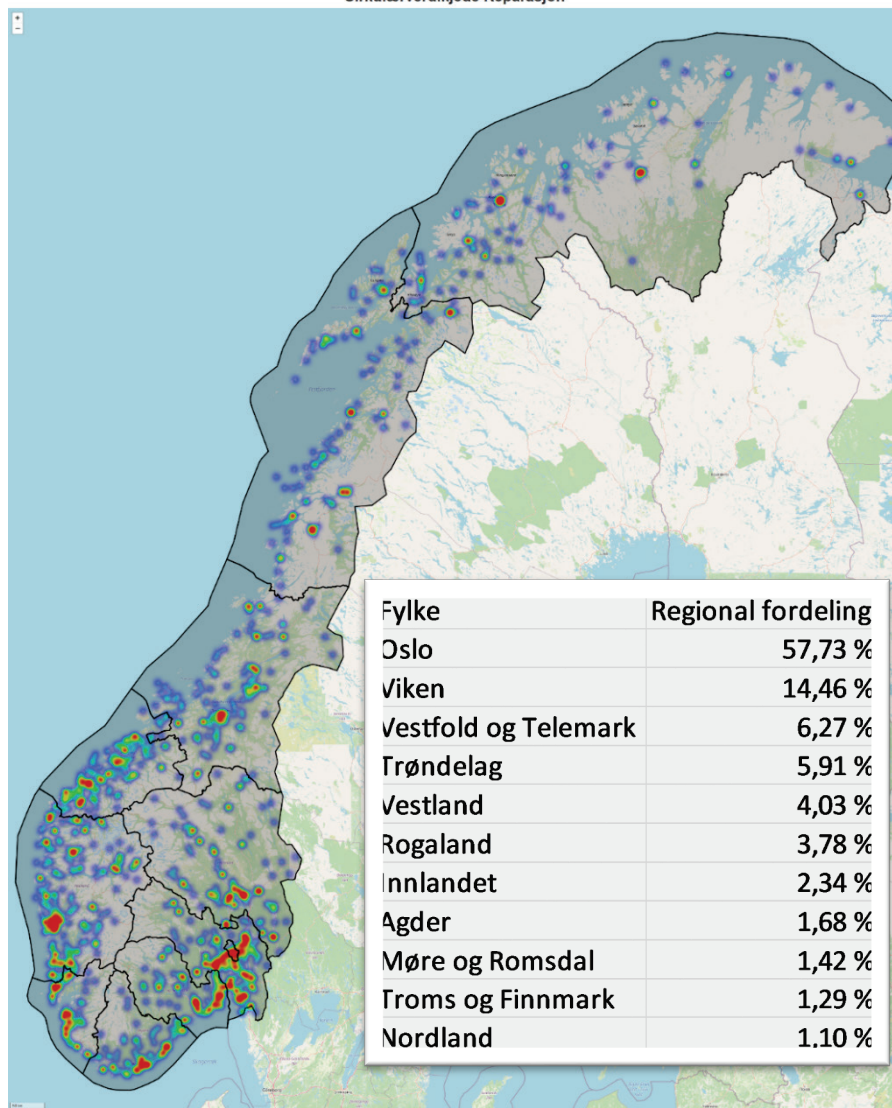 +
−
Fylke Regional fordeling
Oslo 57,73 %
Viken 14,46 %
Vestfold og Telemark 6,27 %
Trøndelag 5,91 %
Vestland 4,03 %
Rogaland 3,78 %
Innlandet 2,34 %
Agder 1,68 %
Møre og Romsdal 1,42 %
Troms og Finnmark 1,29 %
Nordland 1,10 %